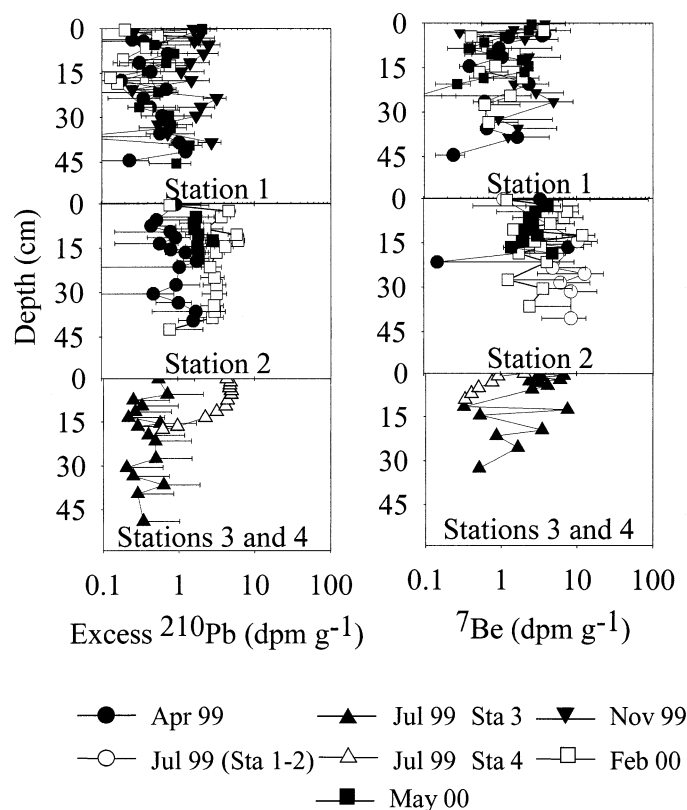 0 0
15 15
30 30
45 45
Station 1 Station 1
0 0
15 15
30 30
45 45
Station 2 Station 2
0 0
15 15
30 30
45 45
Stations 3 and 4 Stations 3 and 4
Depth (cm)
0.1 1 10 100 0.1 1 10 100
Excess ²¹⁰Pb (dpm g⁻¹) ⁷Be (dpm g⁻¹)
Apr 99 Jul 99 Sta 3 Nov 99
Jul 99 (Sta 1-2) Jul 99 Sta 4 Feb 00
May 00